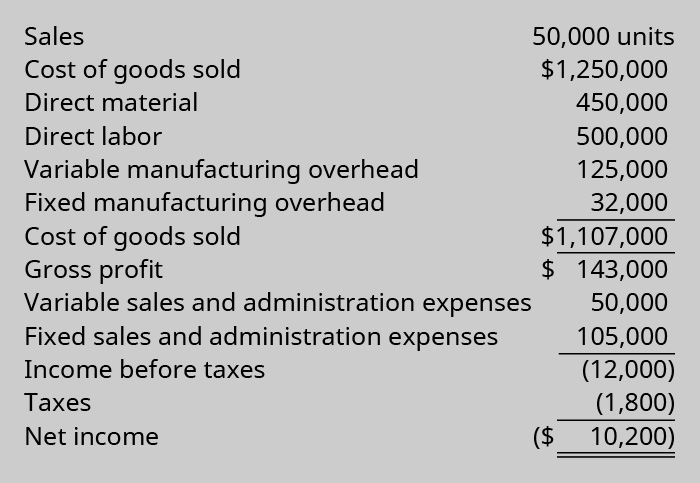 Sales 50,000 units
Cost of goods sold $1,250,000
Direct material 450,000
Direct labor 500,000
Variable manufacturing overhead 125,000
Fixed manufacturing overhead 32,000
Cost of goods sold $1,107,000
Gross profit $ 143,000
Variable sales and administration expenses 50,000
Fixed sales and administration expenses 105,000
Income before taxes (12,000)
Taxes (1,800)
Net income ($ 10,200)